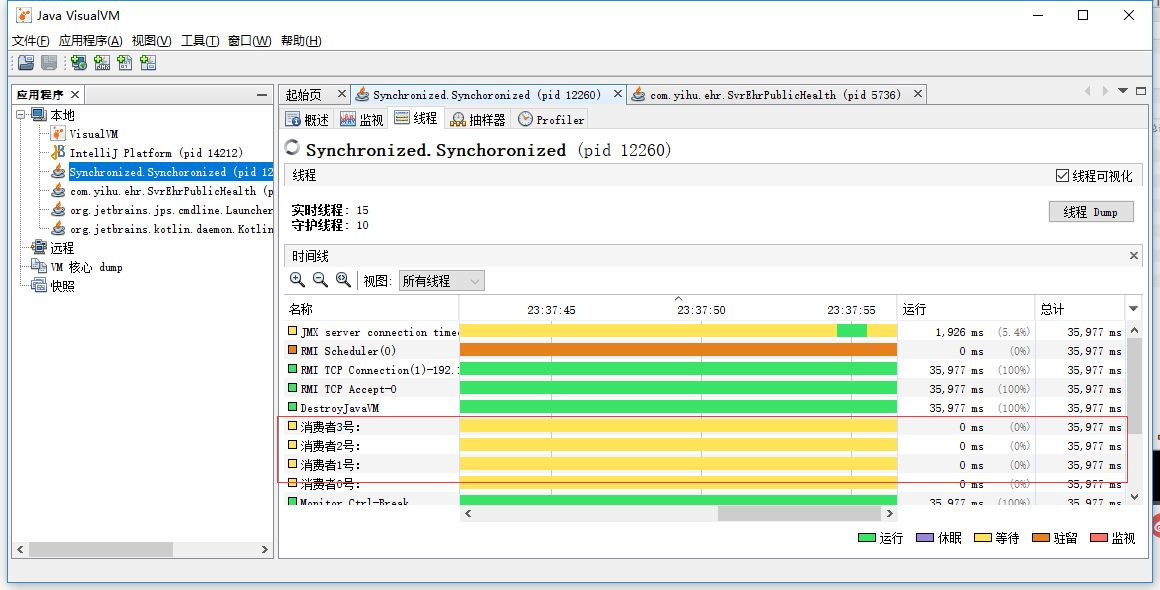 Java VisualVM
文件(F) 应用程序(A) 视图(V) 工具(T) 窗口(W) 帮助(H)
应用程序
本地
VisualVM
IntelliJ Platform (pid 14212)
Synchronized.Synchoronized (pid 12
com.yihu.ehr.SvrEhrPublicHealth (p
org.jetbrains.jps.cmdline.Launcher
org.jetbrains.kotlin.daemon.Kotlin
远程
VM 核心 dump
快照
起始页 Synchronized.Synchoronized (pid 12260) com.yihu.ehr.SvrEhrPublicHealth (pid 5736)
概述 监视 线程 抽样器 Profiler
Synchronized.Synchoronized (pid 12260)
线程 线程可视化
实时线程: 15
守护线程: 10
线程 Dump
时间线
视图: 所有线程
名称 23:37:45 23:37:50 23:37:55 运行 总计
JMX server connection time 1,926 ms (5.4%) 35,977 ms
RMI Scheduler(0) 0 ms (0%) 35,977 ms
RMI TCP Connection(1)-192. 35,977 ms (100%) 35,977 ms
RMI TCP Accept-0 35,977 ms (100%) 35,977 ms
DestroyJavaVM 35,977 ms (100%) 35,977 ms
消费者3号: 0 ms (0%) 35,977 ms
消费者2号: 0 ms (0%) 35,977 ms
消费者1号: 0 ms (0%) 35,977 ms
消费者0号: 0 ms (0%) 35,977 ms
Monitor Ctrl-Break 35,977 ms (100%) 35,977 ms
运行 休眠 等待 驻留 监视